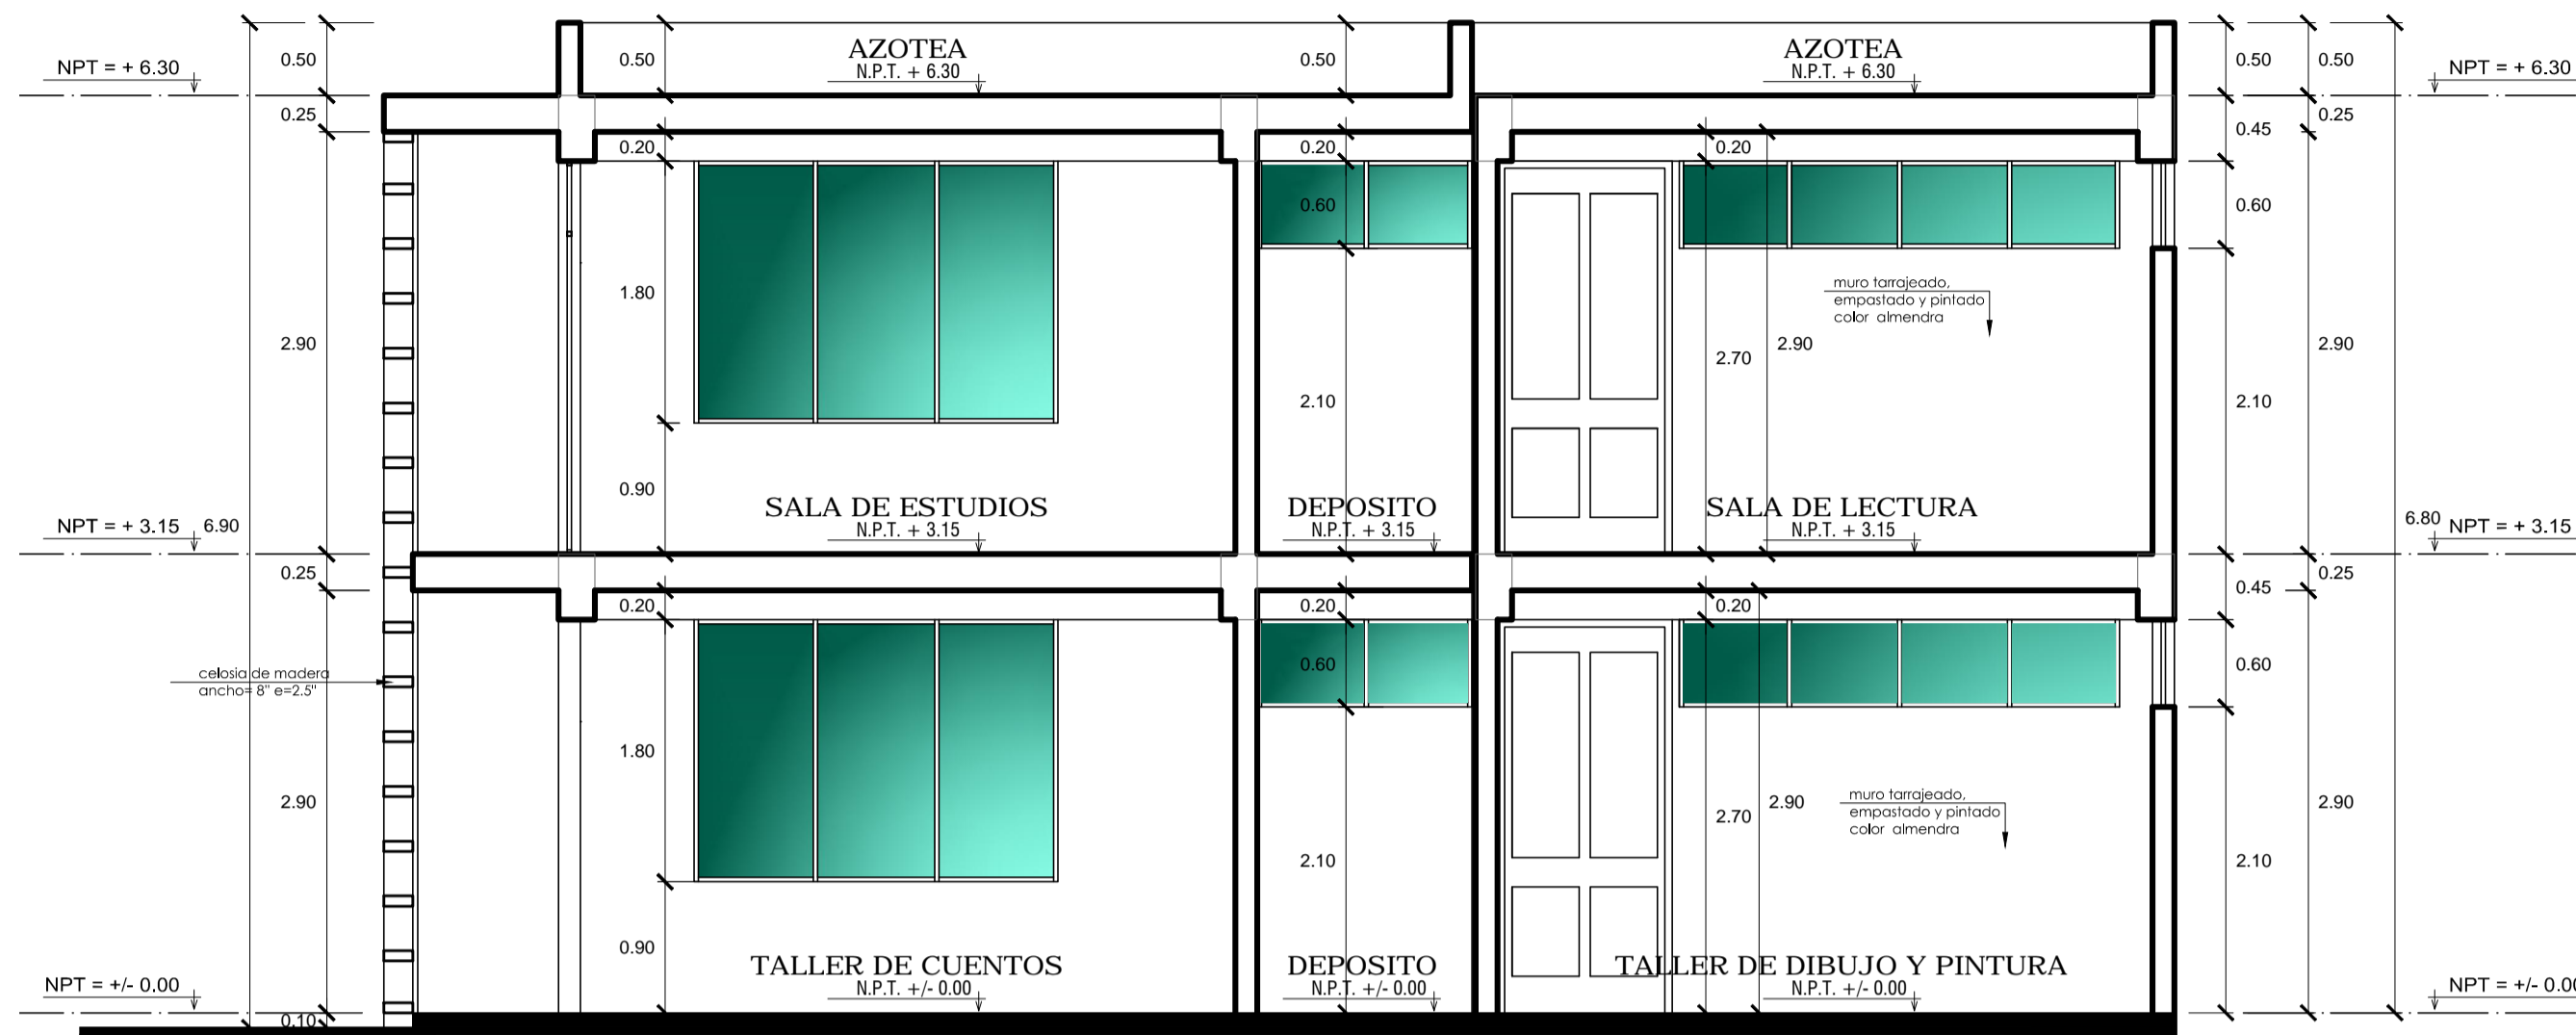 0.50
0.50
AZOTEA
N.P.T. + 6.30
0.50
AZOTEA
N.P.T. + 6.30
0.50
0.50
NPT = + 6.30
NPT = + 6.30
0.25
0.20
0.20
0.20
0.45
0.25
0.60
0.60
1.80
muro tarrajeado,
empastado y pintado
color almendra
2.90
2.70
2.90
2.90
2.10
2.10
0.90
SALA DE ESTUDIOS
N.P.T. + 3.15
DEPOSITO
N.P.T. + 3.15
SALA DE LECTURA
N.P.T. + 3.15
NPT = + 3.15
6.90
6.80
NPT = + 3.15
0.25
0.20
0.20
0.20
0.45
0.25
0.60
0.60
celosia de madera
ancho= 8" e=2.5"
1.80
2.90
2.70
2.90
muro tarrajeado,
empastado y pintado
color almendra
2.90
2.10
2.10
0.90
TALLER DE CUENTOS
N.P.T. +/- 0.00
DEPOSITO
N.P.T. +/- 0.00
TALLER DE DIBUJO Y PINTURA
N.P.T. +/- 0.00
NPT = +/- 0.00
NPT = +/- 0.00
0.10